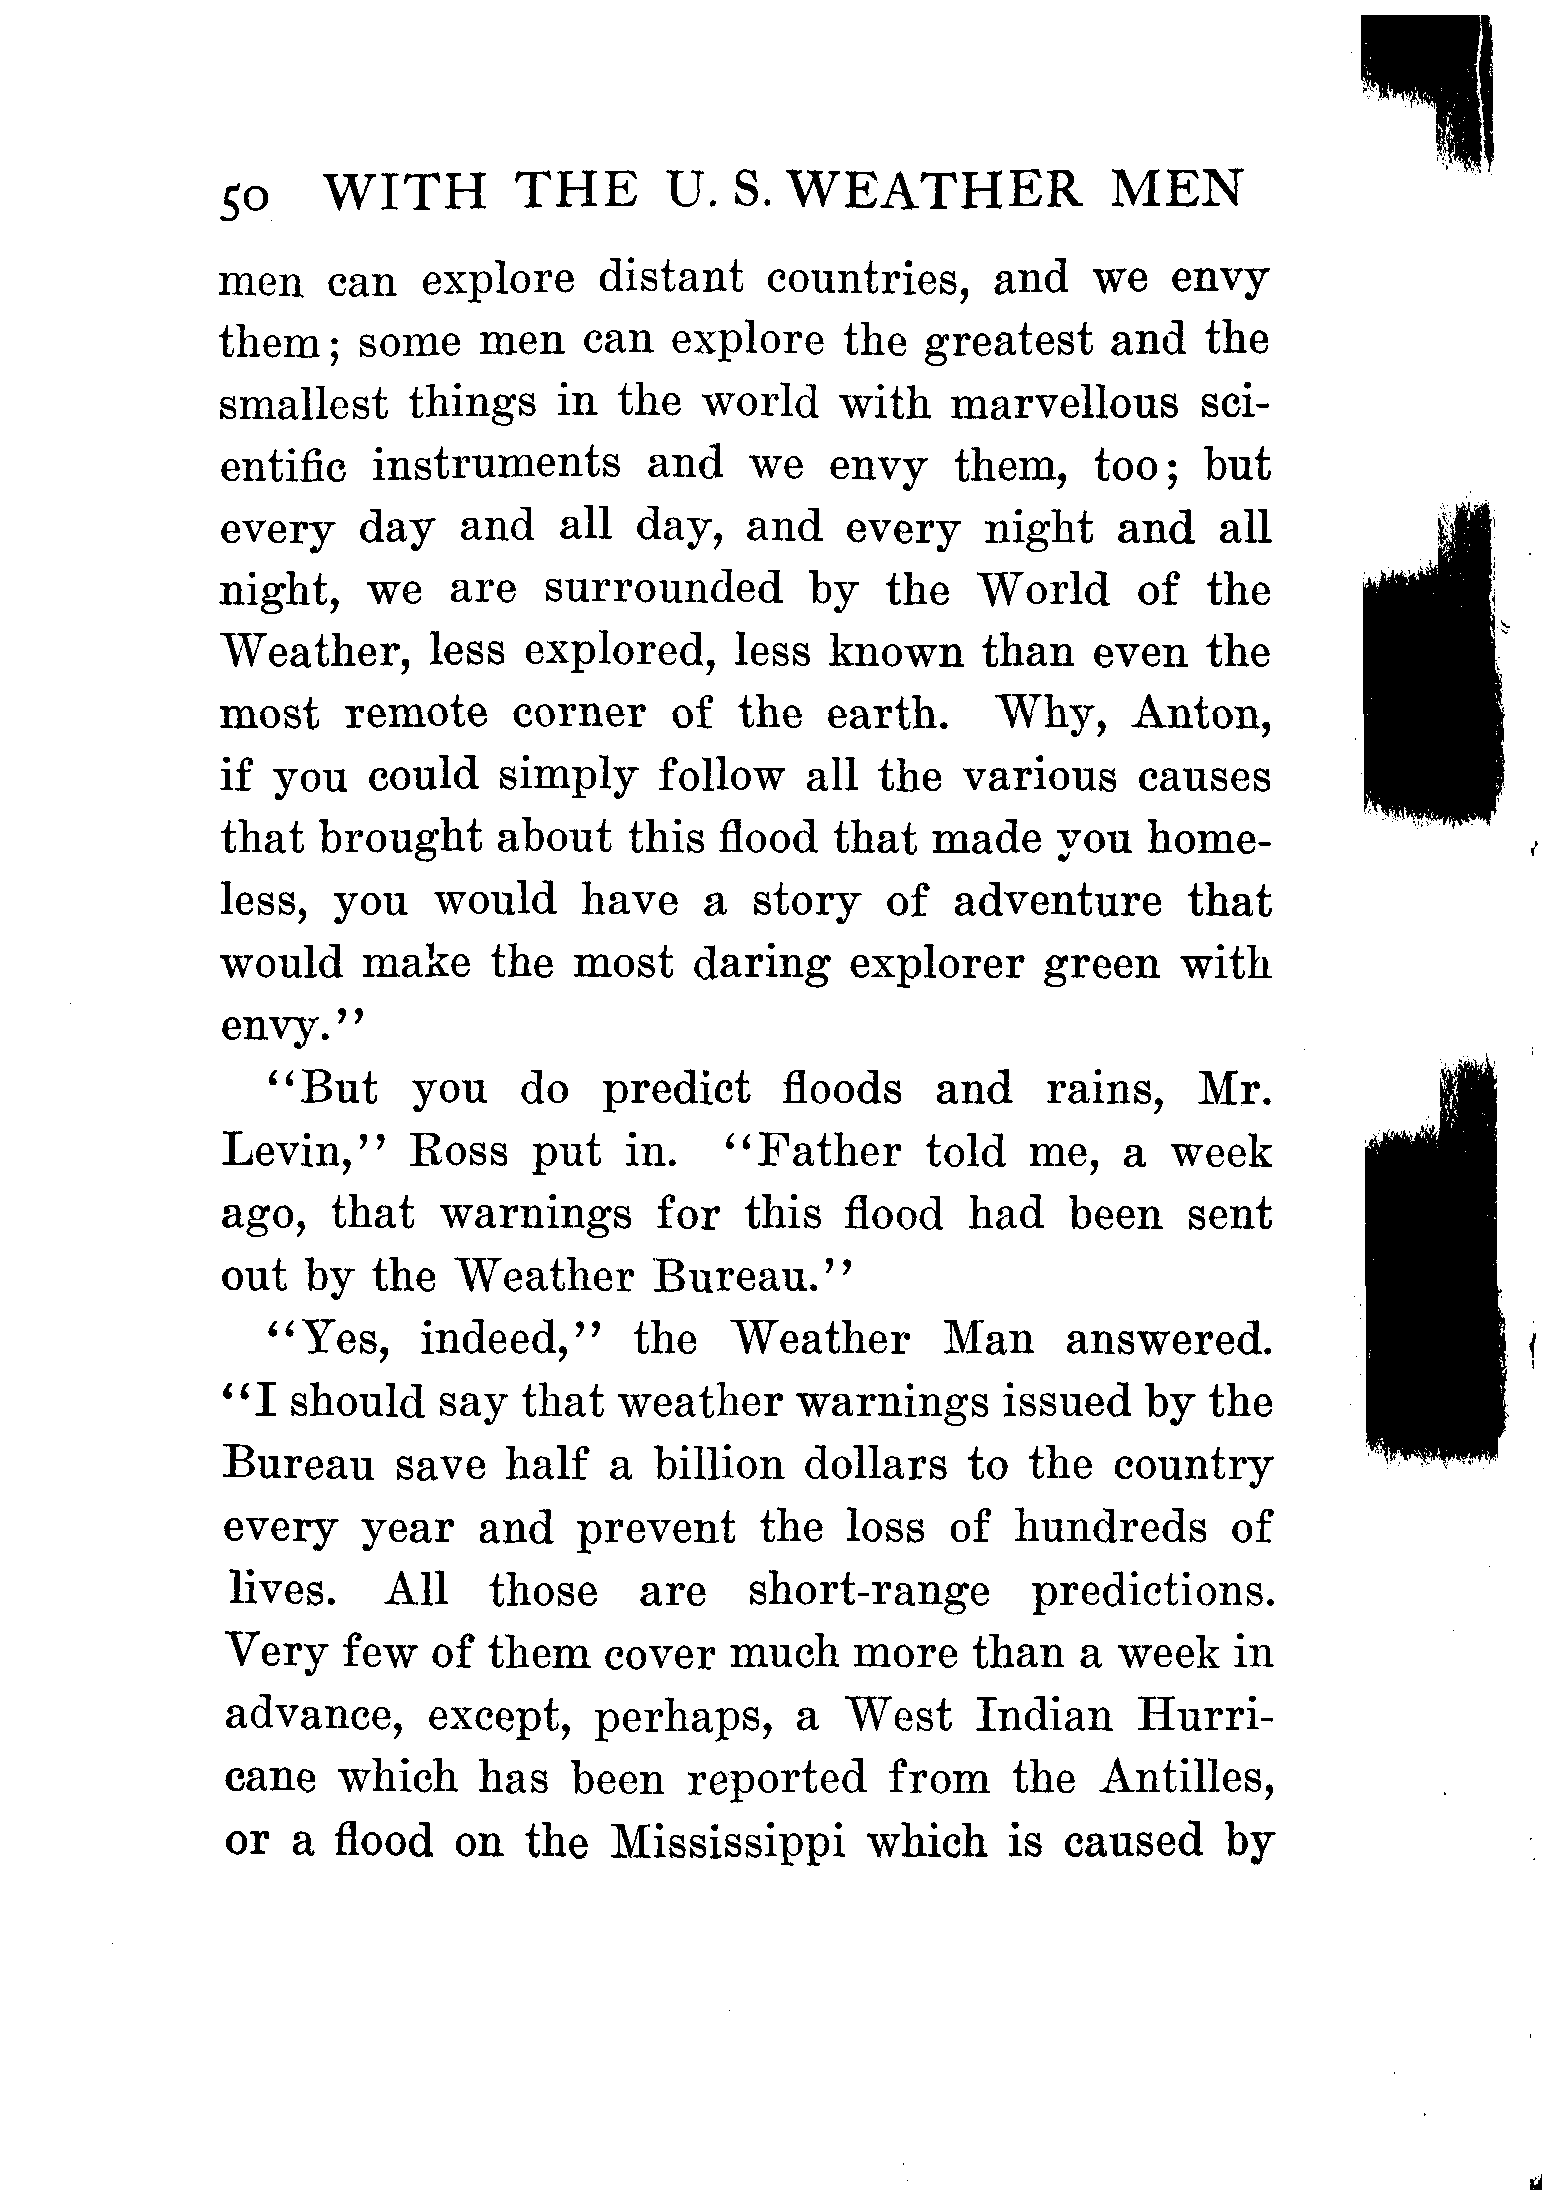 50 WITH THE U. S. WEATHER MEN
men can explore distant countries, and we envy
them; some men can explore the greatest and the
smallest things in the world with marvellous sci-
entific instruments and we envy them, too; but
every day and all day, and every night and all
night, we are surrounded by the World of the
Weather, less explored, less known than even the
most remote corner of the earth. Why, Anton,
if you could simply follow all the various causes
that brought about this flood that made you home-
less, you would have a story of adventure that
would make the most daring explorer green with
envy."
"But you do predict floods and rains, Mr.
Levin," Ross put in. "Father told me, a week
ago, that warnings for this flood had been sent
out by the Weather Bureau."
"Yes, indeed," the Weather Man answered.
"I should say that weather warnings issued by the
Bureau save half a billion dollars to the country
every year and prevent the loss of hundreds of
lives. All those are short-range predictions.
Very few of them cover much more than a week in
advance, except, perhaps, a West Indian Hurri-
cane which has been reported from the Antilles,
or a flood on the Mississippi which is caused by